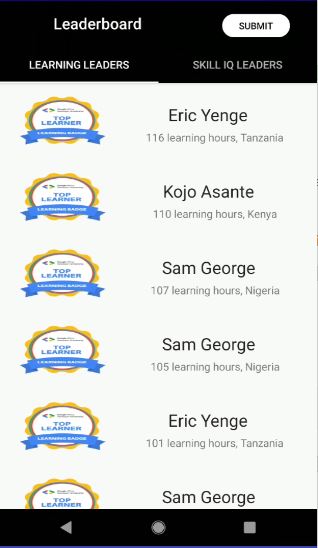 Leaderboard
SUBMIT
LEARNING LEADERS
SKILL IQ LEADERS
TOP
LEARNER
LEARNING BADGE
Eric Yenge
116 learning hours, Tanzania
TOP
LEARNER
LEARNING BADGE
Kojo Asante
110 learning hours, Kenya
TOP
LEARNER
LEARNING BADGE
Sam George
107 learning hours, Nigeria
TOP
LEARNER
LEARNING BADGE
Sam George
105 learning hours, Nigeria
TOP
LEARNER
LEARNING BADGE
Eric Yenge
101 learning hours, Tanzania
TOP
Sam George